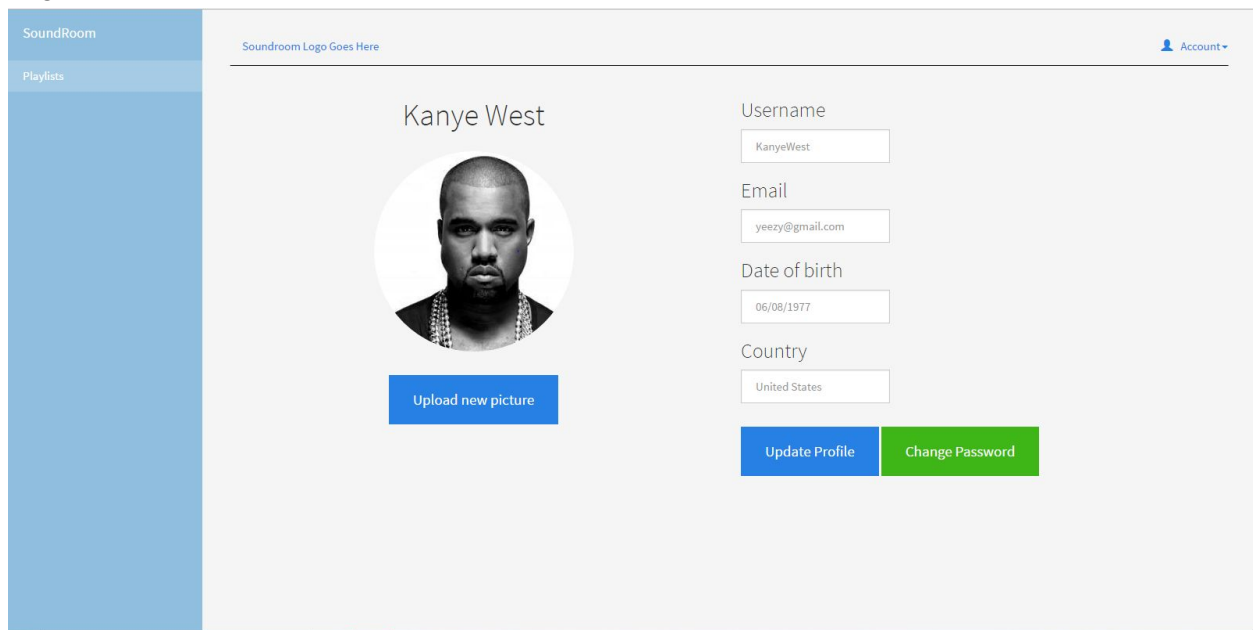 SoundRoom
Playlists
Soundroom Logo Goes Here
Account
Kanye West
Upload new picture
Username
KanyeWest
Email
yeezy@gmail.com
Date of birth
06/08/1977
Country
United States
Update Profile
Change Password